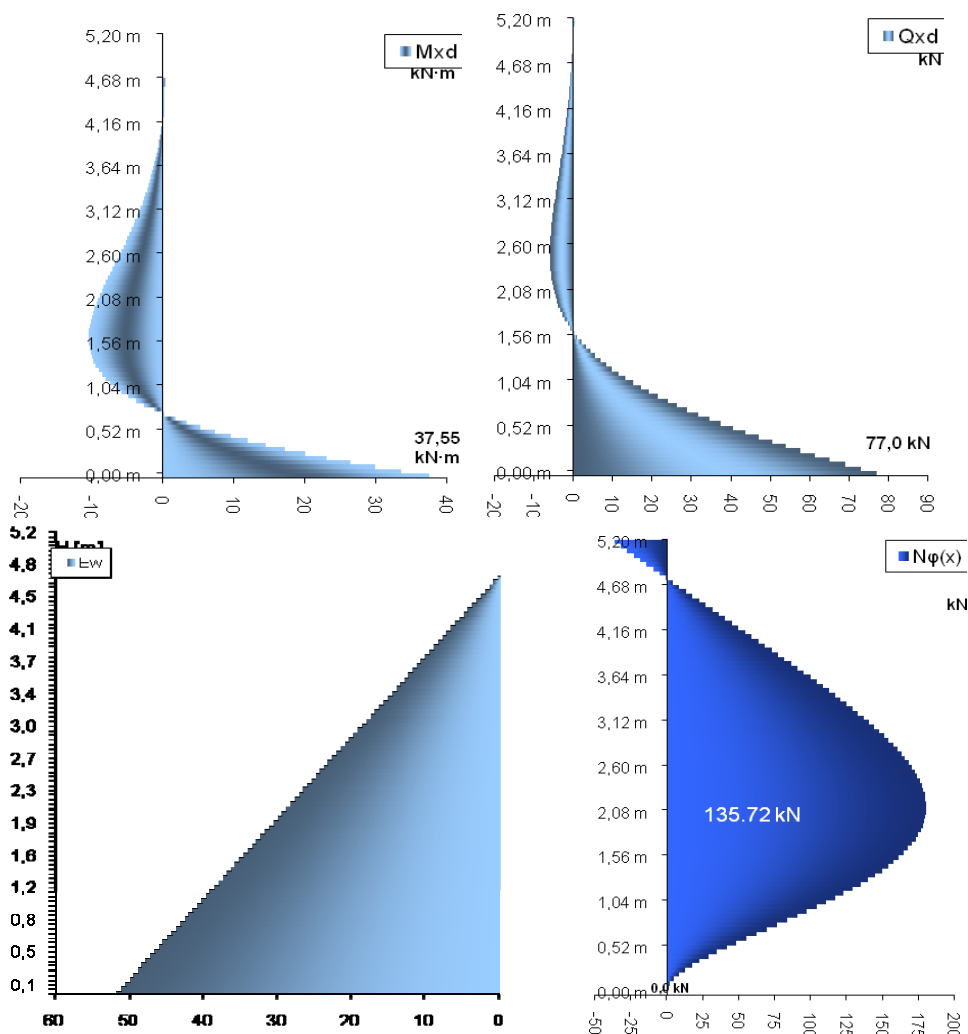 Mxd
kN·m
5,20 m
4,68 m
4,16 m
3,64 m
3,12 m
2,60 m
2,08 m
1,56 m
1,04 m
0,52 m
0,00 m
37,55
kN·m
-20
-10
0
10
20
30
40
Qxd
kN
5,20 m
4,68 m
4,16 m
3,64 m
3,12 m
2,60 m
2,08 m
1,56 m
1,04 m
0,52 m
0,00 m
77,0 kN
-20
-10
0
10
20
30
40
50
60
70
80
90
Ew
5,2
4,8
4,5
4,1
3,7
3,4
3,0
2,7
2,3
1,9
1,6
1,2
0,8
0,5
0,1
60
50
40
30
20
10
0
Nφ(x)
kN
5,20 m
4,68 m
4,16 m
3,64 m
3,12 m
2,60 m
2,08 m
1,56 m
1,04 m
0,52 m
0,00 m
135.72 kN
0,0 kN
-50
-25
0
25
50
75
100
125
150
175
200